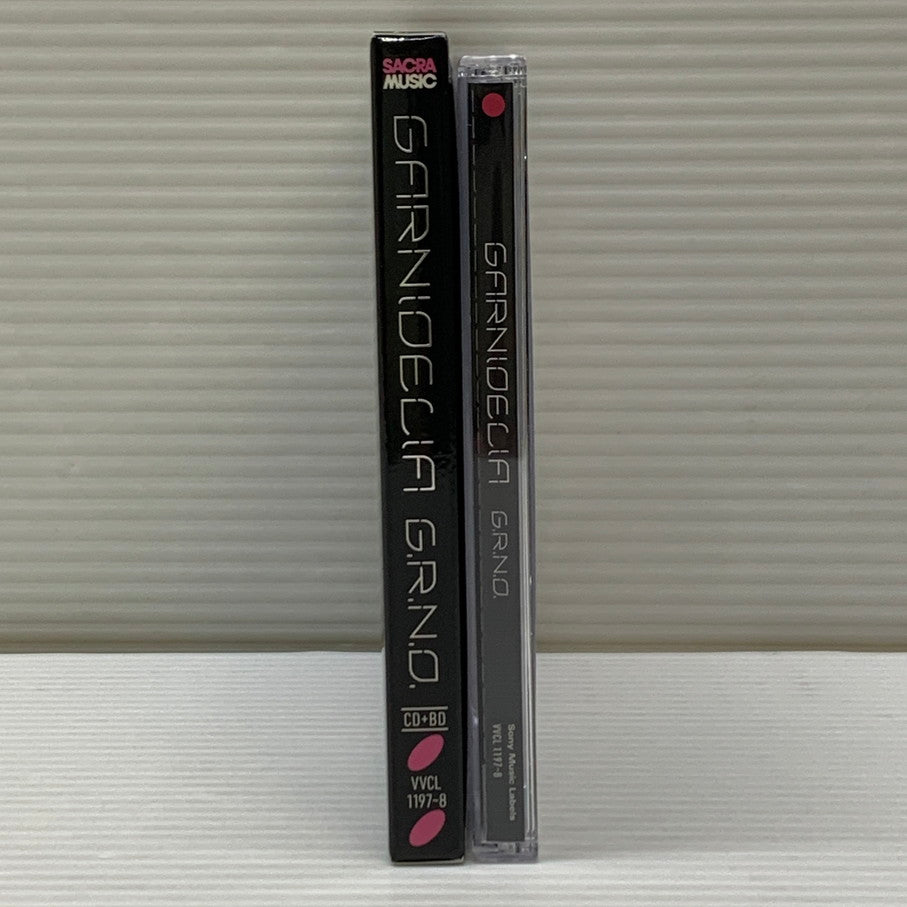 SACRA
MUSIC
GARNiDELiA G.R.N.D.
CD+BD
VVCL
1197-8
GARNiDELiA G.R.N.D.
Sony Music Labels
VVCL 1197-8